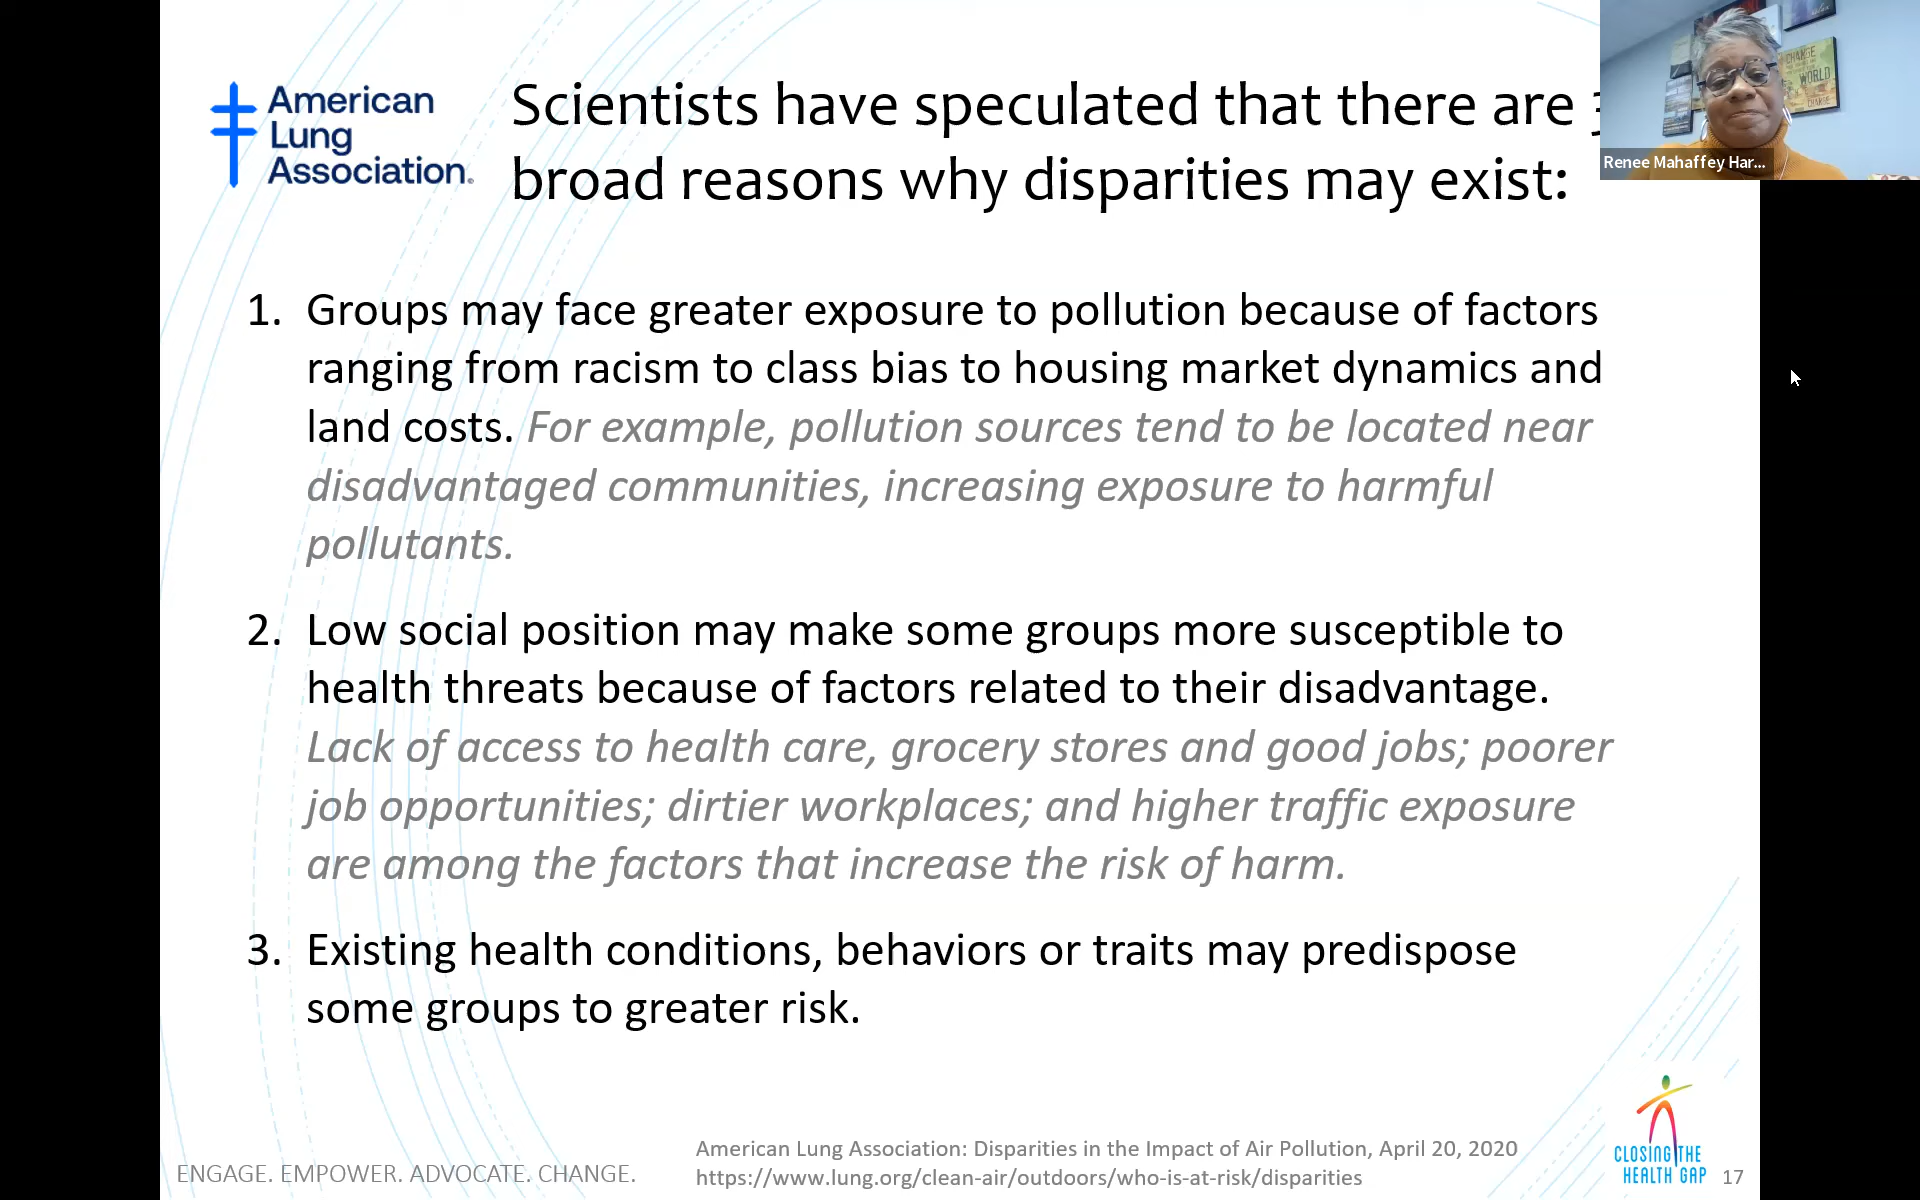 American
Lung
Association.
Scientists have speculated that there are
broad reasons why disparities may exist:
CHANGE
WORLD
CHANGE
Renee Mahaffey Har...
1. Groups may face greater exposure to pollution because of factors
ranging from racism to class bias to housing market dynamics and
land costs. For example, pollution sources tend to be located near
disadvantaged communities, increasing exposure to harmful
pollutants.
2. Low social position may make some groups more susceptible to
health threats because of factors related to their disadvantage.
Lack of access to health care, grocery stores and good jobs; poorer
job opportunities; dirtier workplaces; and higher traffic exposure
are among the factors that increase the risk of harm.
3. Existing health conditions, behaviors or traits may predispose
some groups to greater risk.
ENGAGE. EMPOWER. ADVOCATE. CHANGE.
American Lung Association: Disparities in the Impact of Air Pollution, April 20, 2020
https://www.lung.org/clean-air/outdoors/who-is-at-risk/disparities
CLOSING THE
HEALTH GAP
17